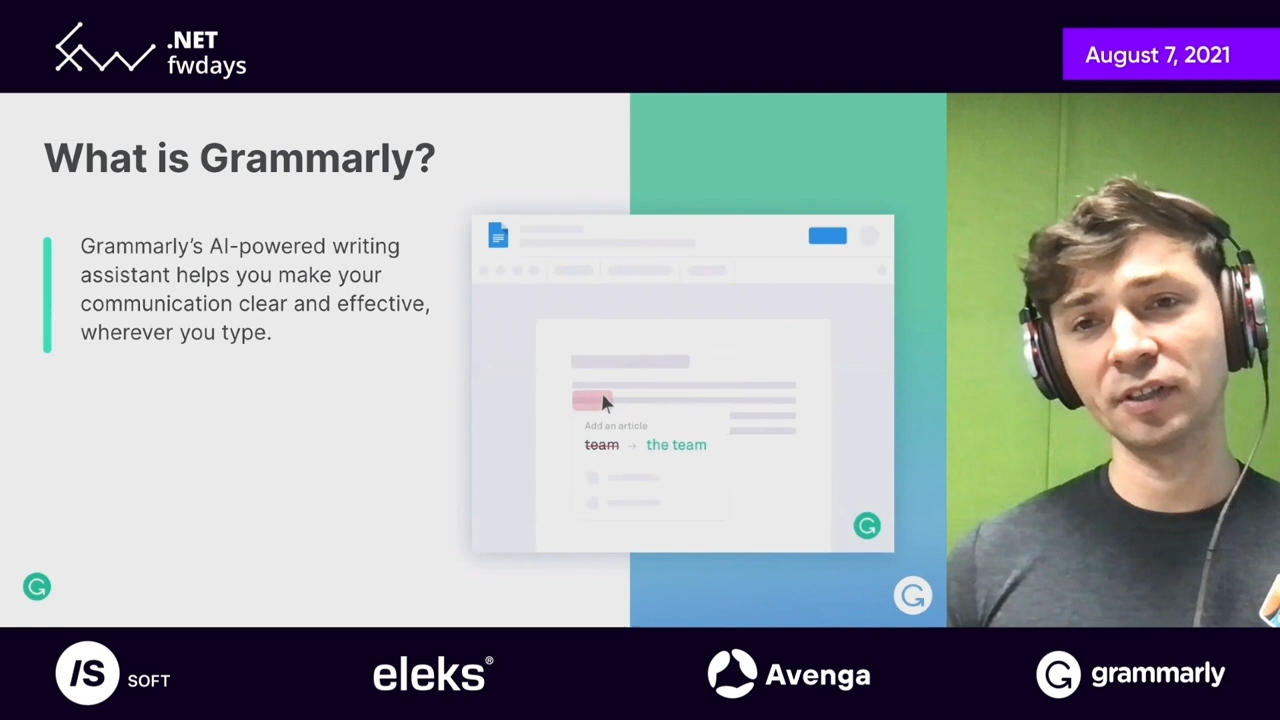 .NET
fwdays
August 7, 2021
What is Grammarly?
Grammarly's AI-powered writing
assistant helps you make your
communication clear and effective,
wherever you type.
Add an article
team → the team
IS SOFT
eleks®
Avenga
grammarly